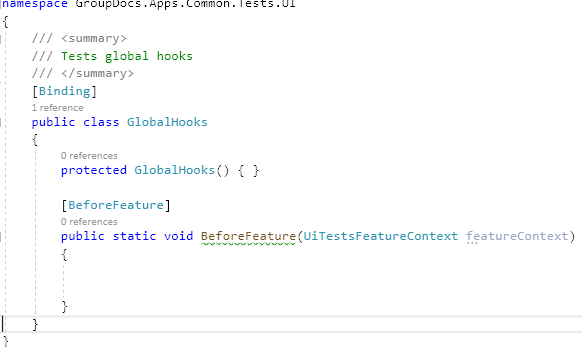 namespace GroupDocs.Apps.Common.Tests.UI
{
/// <summary>
/// Tests global hooks
/// </summary>
[Binding]
1 reference
public class GlobalHooks
{
0 references
protected GlobalHooks() { }
[BeforeFeature]
0 references
public static void BeforeFeature(UiTestsFeatureContext featureContext)
{
}
}
}